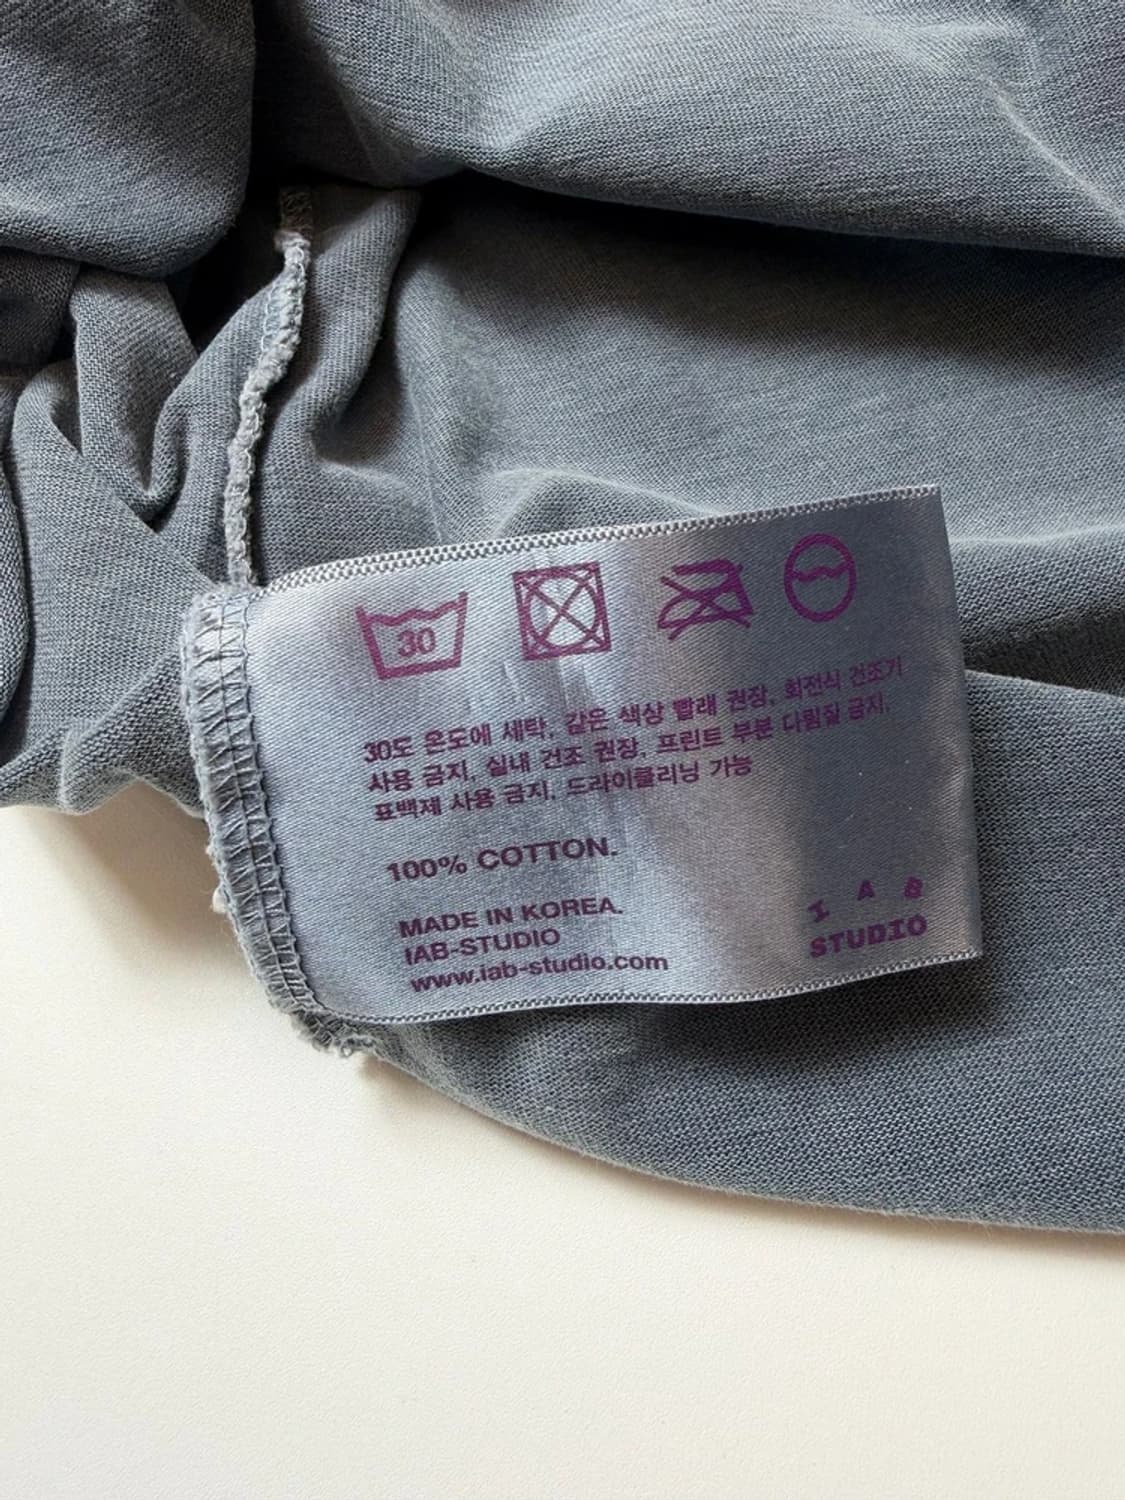 30
30도 온도에 세탁, 같은 색상 빨래 권장, 회전식 건조기
사용 금지, 실내 건조 권장, 프린트 부분 다림질 금지,
표백제 사용 금지, 드라이클리닝 가능
100% COTTON.
MADE IN KOREA.
IAB-STUDIO
www.iab-studio.com
I A B
STUDIO